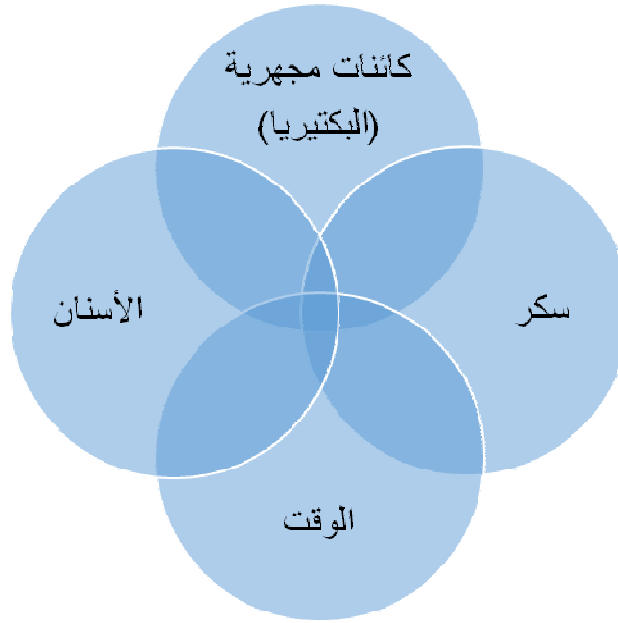 كائنات مجهرية
(البكتيريا)
سكر
الأسنان
الوقت